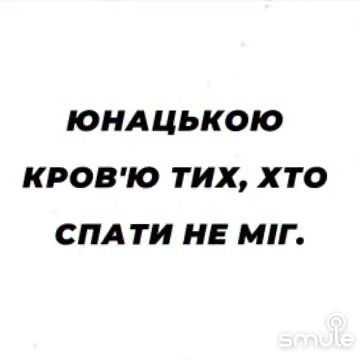 ЮНАЦЬКОЮ
КРОВ'Ю ТИХ, ХТО
СПАТИ НЕ МІГ.
smule